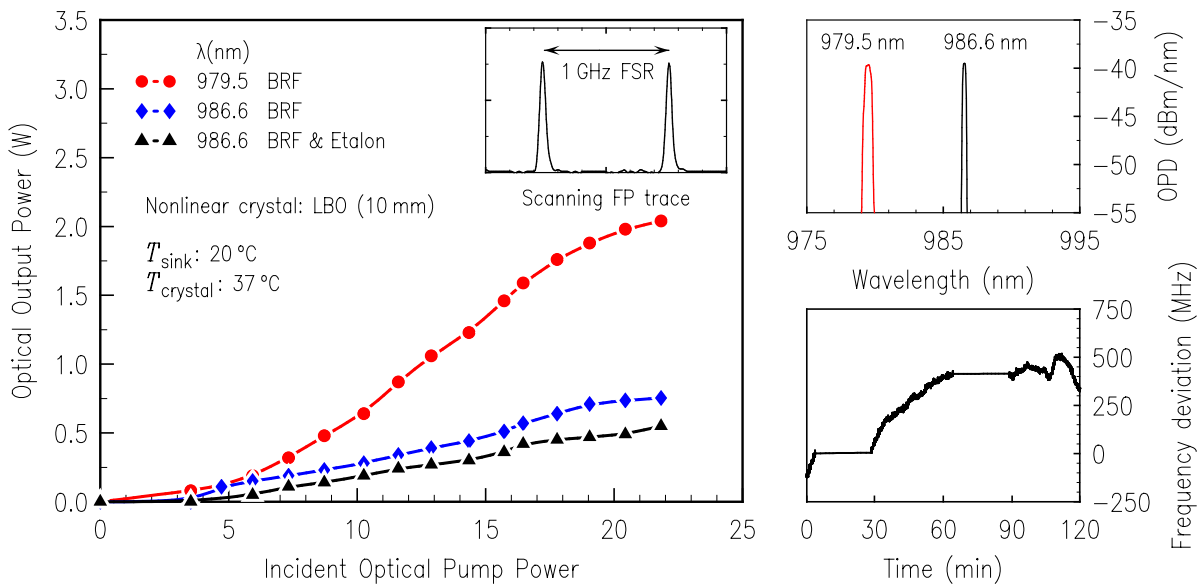 λ(nm)
979.5 BRF
986.6 BRF
986.6 BRF & Etalon
Nonlinear crystal: LBO (10 mm)
T_sink: 20 °C
T_crystal: 37 °C
1 GHz FSR
Scanning FP trace
Optical Output Power (W)
3.5
3.0
2.5
2.0
1.5
1.0
0.5
0.0
0 5 10 15 20 25
Incident Optical Pump Power
979.5 nm 986.6 nm
−35
−40
−45
−50
−55
OPD (dBm/nm)
975 985 995
Wavelength (nm)
750
500
250
0
−250
Frequency deviation (MHz)
0 30 60 90 120
Time (min)